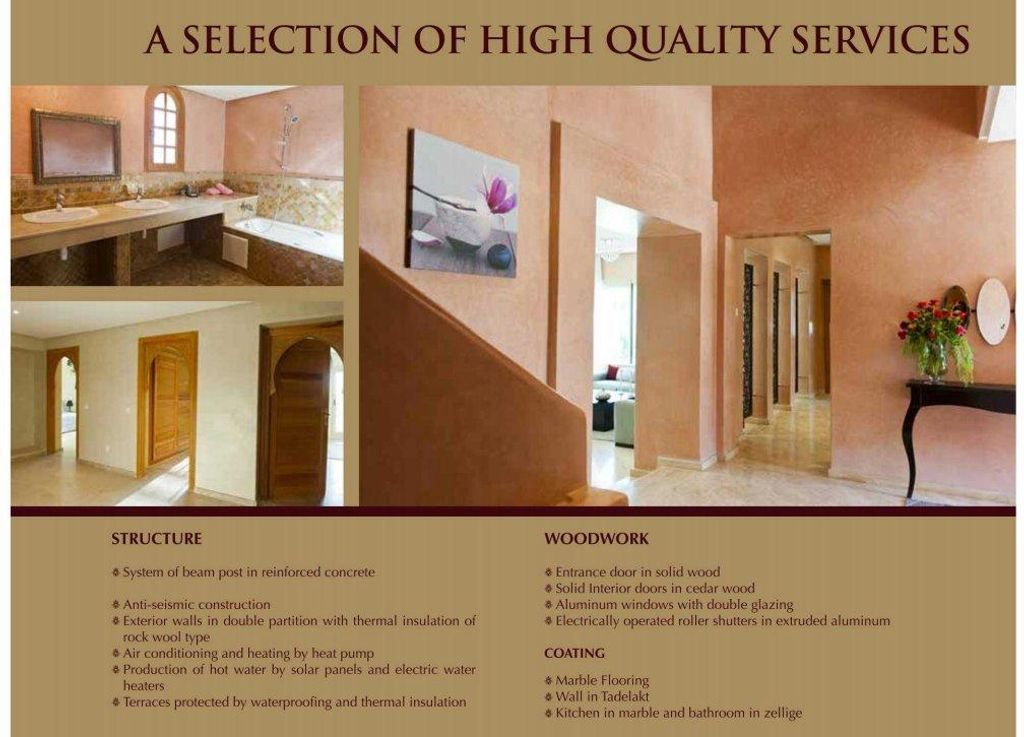 A SELECTION OF HIGH QUALITY SERVICES
STRUCTURE
System of beam post in reinforced concrete
Anti-seismic construction
Exterior walls in double partition with thermal insulation of
rock wool type
Air conditioning and heating by heat pump
Production of hot water by solar panels and electric water
heaters
Terraces protected by waterproofing and thermal insulation
WOODWORK
Entrance door in solid wood
Solid Interior doors in cedar wood
Aluminum windows with double glazing
Electrically operated roller shutters in extruded aluminum
COATING
Marble Flooring
Wall in Tadelakt
Kitchen in marble and bathroom in zellige